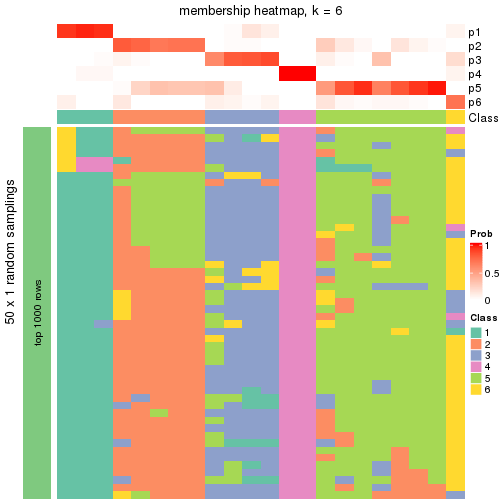 membership heatmap, k = 6
p1
p2
p3
p4
p5
p6
Class
50 x 1 random samplings
top 1000 rows
Prob
1
0.5
0
Class
1
2
3
4
5
6